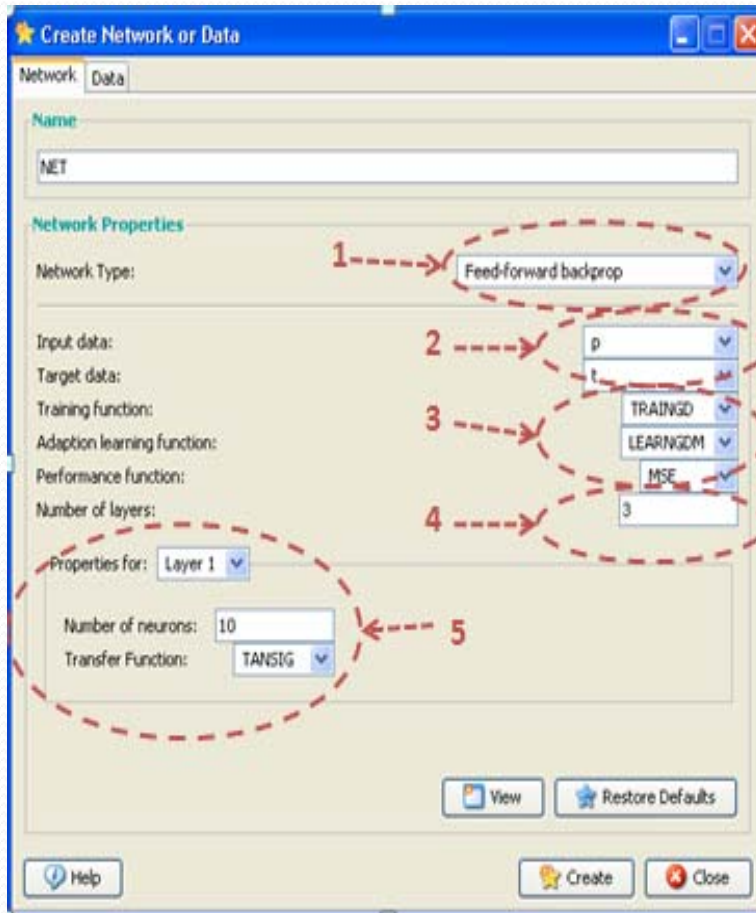 Create Network or Data
Network Data
Name
NET
Network Properties
1
Network Type: Feed-forward backprop
Input data: p
2
Target data: t
Training function: TRAINGD
3
Adaption learning function: LEARNGDM
Performance function: MSE
Number of layers: 3
4
Properties for: Layer 1
Number of neurons: 10
5
Transfer Function: TANSIG
View Restore Defaults
Help Create Close